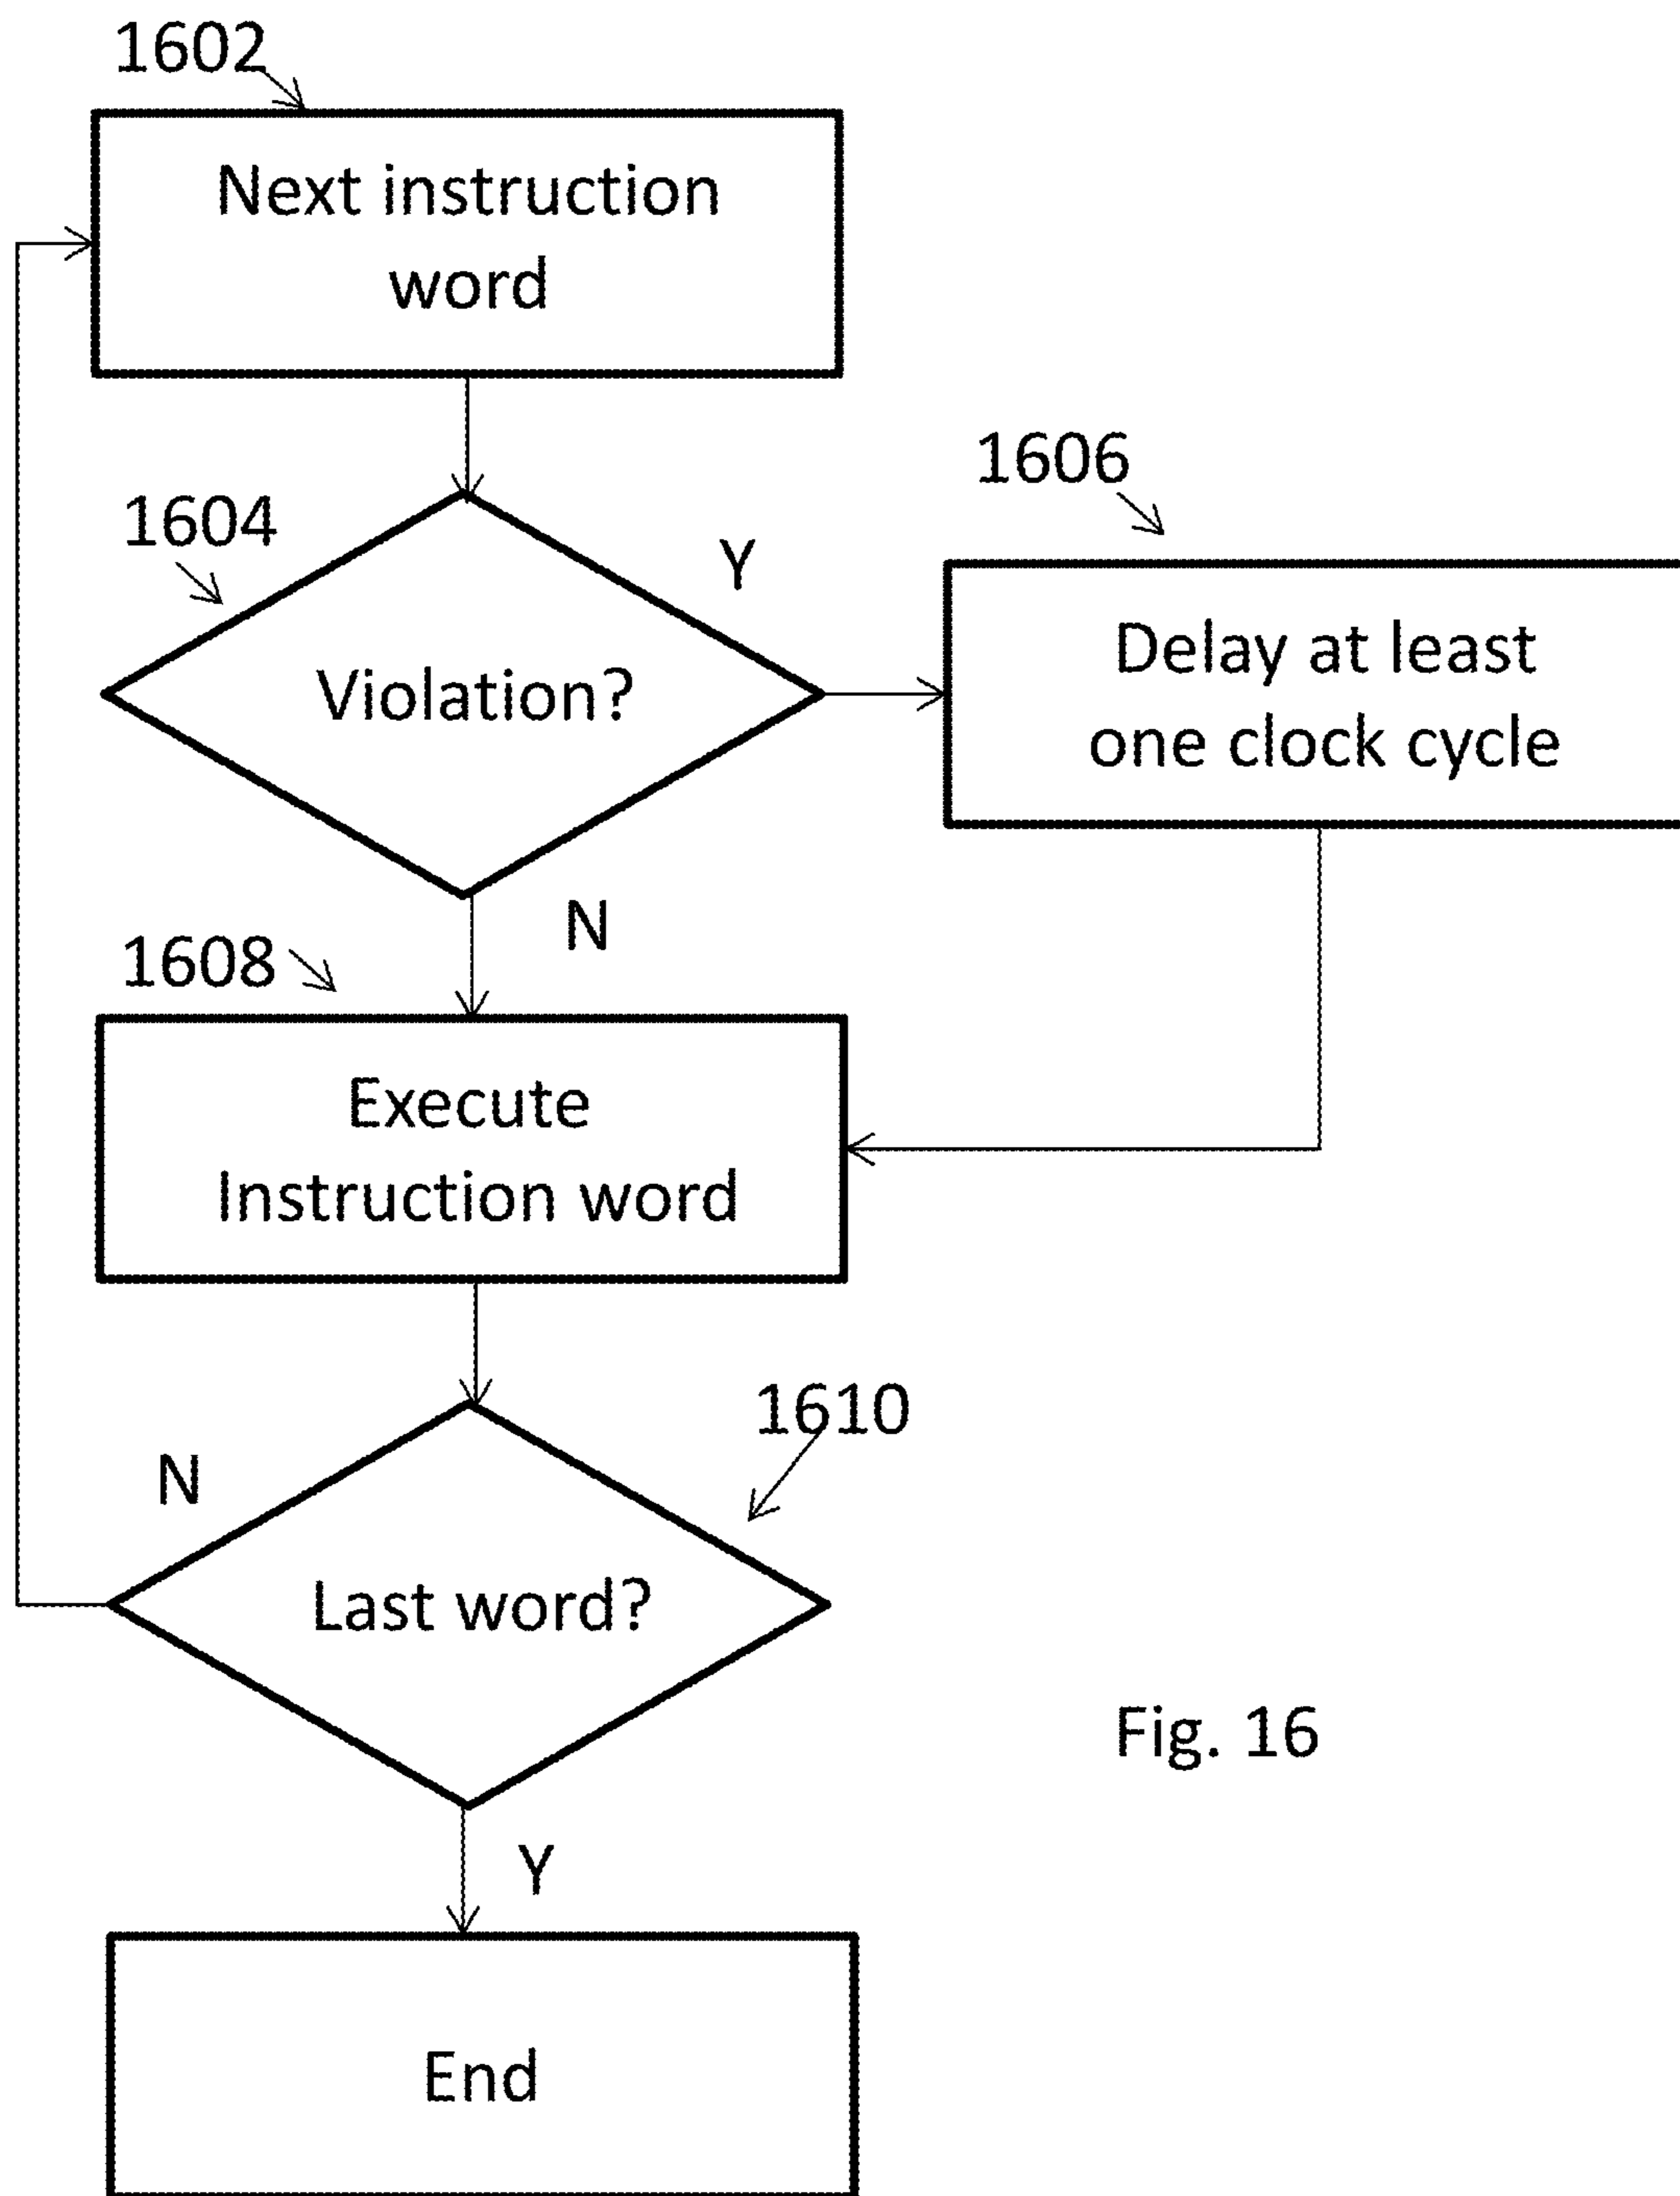 1602
Next instruction
word
1604
Y
1606
Violation?
Delay at least
one clock cycle
N
1608
Execute
Instruction word
1610
N
Last word?
Fig. 16
Y
End